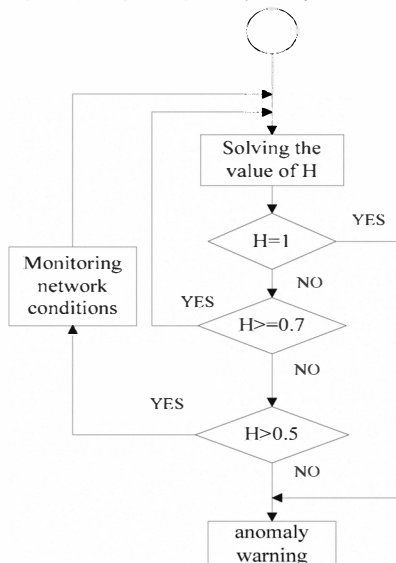 Solving the
value of H
YES
H=1
Monitoring
network
conditions
NO
YES
H>=0.7
NO
YES
H>0.5
NO
anomaly
warning